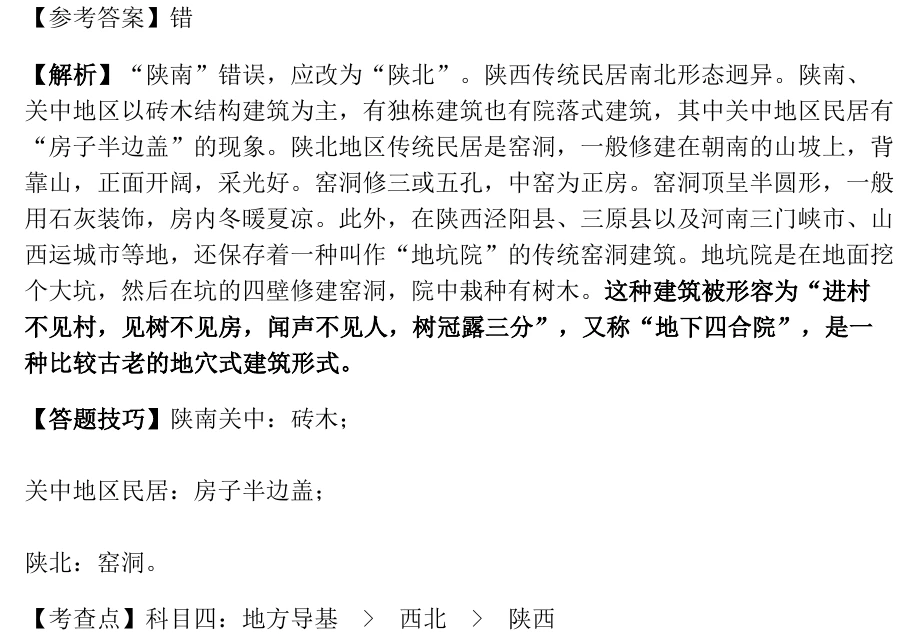 【参考答案】错
【解析】“陕南”错误，应改为“陕北”。陕西传统民居南北形态迥异。陕南、
关中地区以砖木结构建筑为主，有独栋建筑也有院落式建筑，其中关中地区民居有
“房子半边盖”的现象。陕北地区传统民居是窑洞，一般修建在朝南的山坡上，背
靠山，正面开阔，采光好。窑洞修三或五孔，中窑为正房。窑洞顶呈半圆形，一般
用石灰装饰，房内冬暖夏凉。此外，在陕西泾阳县、三原县以及河南三门峡市、山
西运城市等地，还保存着一种叫作“地坑院”的传统窑洞建筑。地坑院是在地面挖
个大坑，然后在坑的四壁修建窑洞，院中栽种有树木。这种建筑被形容为“进村
不见村，见树不见房，闻声不见人，树冠露三分”，又称“地下四合院”，是一
种比较古老的地穴式建筑形式。
【答题技巧】陕南关中：砖木；
关中地区民居：房子半边盖；
陕北：窑洞。
【考查点】科目四：地方导基 > 西北 > 陕西